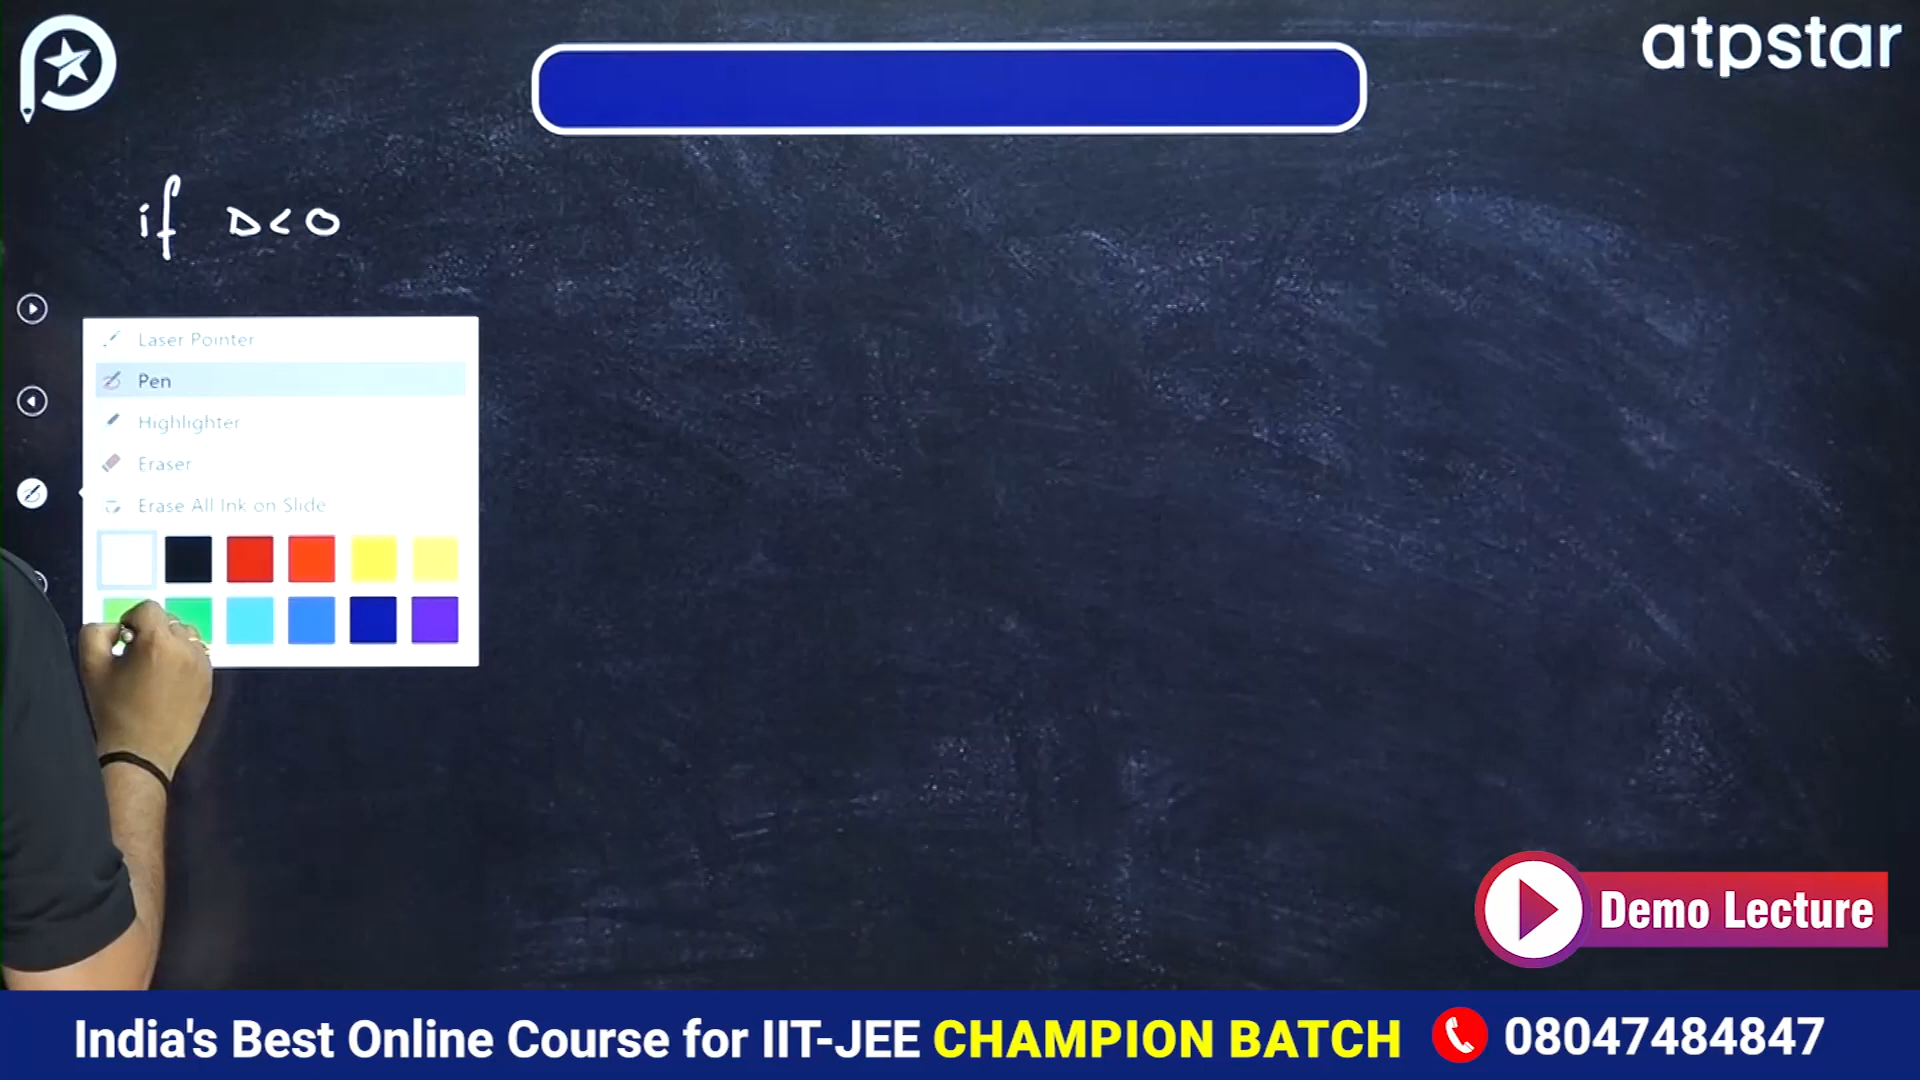 atpstar
if D<0
Laser Pointer
Pen
Highlighter
Eraser
Erase All Ink on Slide
Demo Lecture
India's Best Online Course for IIT-JEE CHAMPION BATCH 08047484847